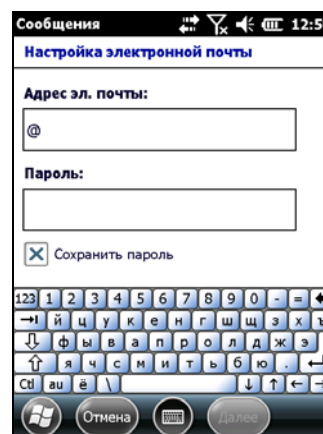 Сообщения 12:5
Настройка электронной почты
Адрес эл. почты:
@
Пароль:
Сохранить пароль
123 1 2 3 4 5 6 7 8 9 0 - =
й ц у к е н г ш щ з х ъ
ф ы в а п р о л д ж э
я ч с м и т ь б ю .
Ctl au ё \
Отмена Далее